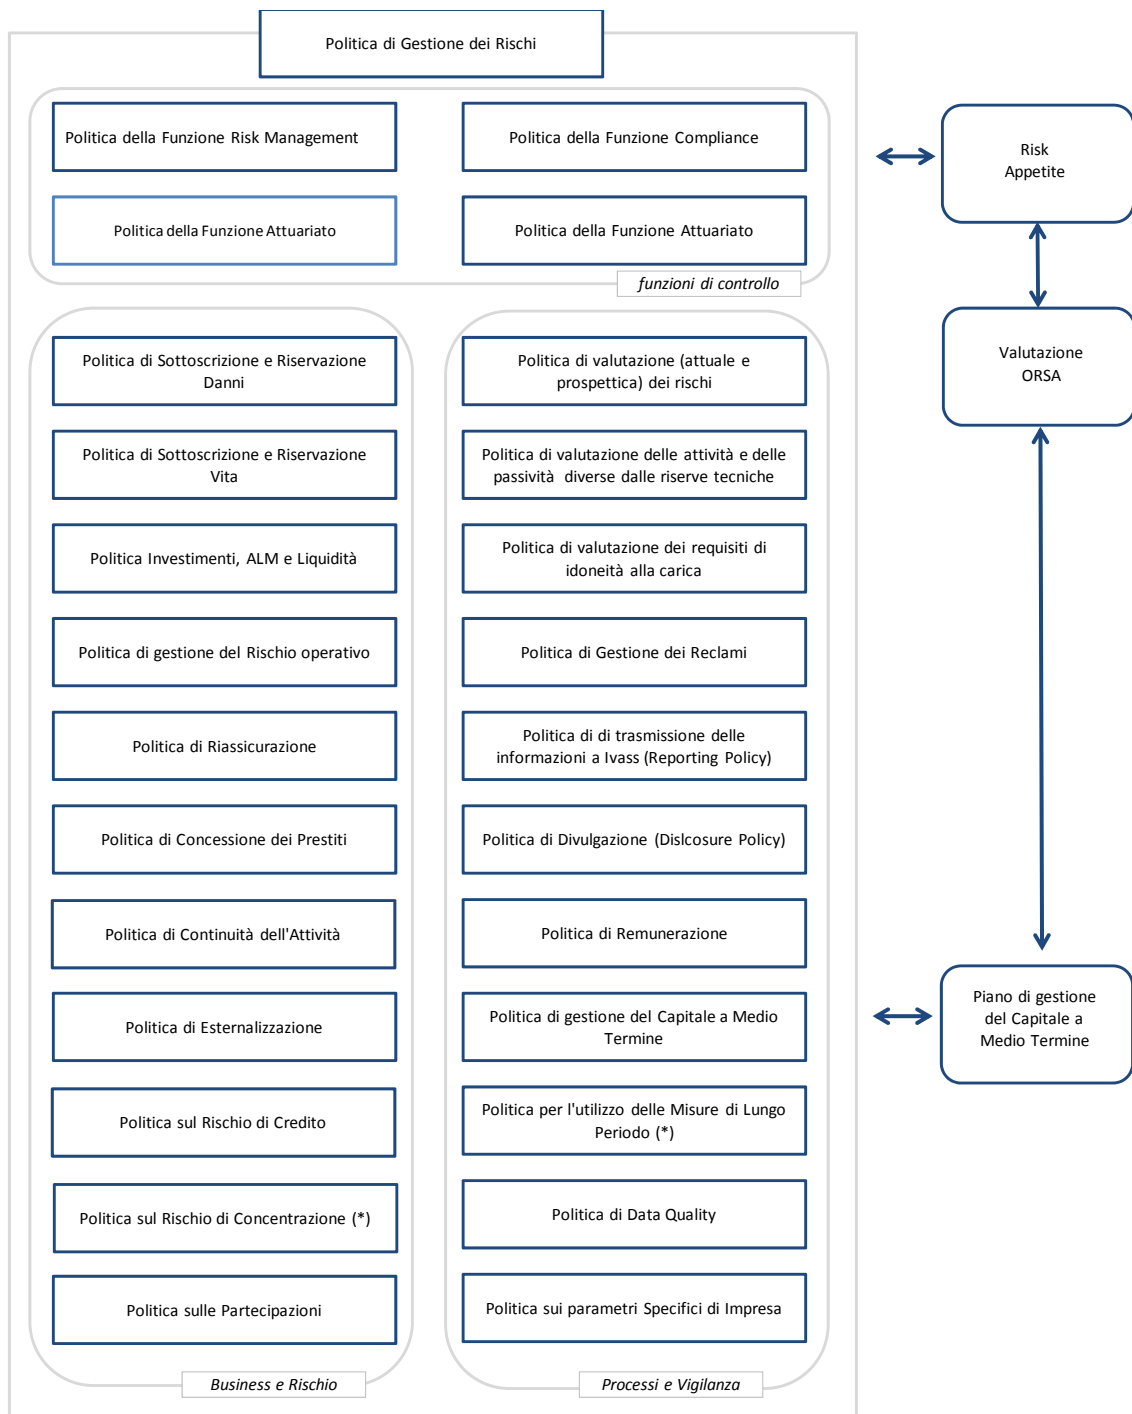 Politica di Gestione dei Rischi
Politica della Funzione Risk Management
Politica della Funzione Compliance
Politica della Funzione Attuariato
Politica della Funzione Attuariato
funzioni di controllo
Risk
Appetite
Valutazione
ORSA
Piano di gestione
del Capitale a
Medio Termine
Politica di Sottoscrizione e Riservazione
Danni
Politica di Sottoscrizione e Riservazione
Vita
Politica Investimenti, ALM e Liquidità
Politica di gestione del Rischio operativo
Politica di Riassicurazione
Politica di Concessione dei Prestiti
Politica di Continuità dell'Attività
Politica di Esternalizzazione
Politica sul Rischio di Credito
Politica sul Rischio di Concentrazione (*)
Politica sulle Partecipazioni
Business e Rischio
Politica di valutazione (attuale e
prospettica) dei rischi
Politica di valutazione delle attività e delle
passività diverse dalle riserve tecniche
Politica di valutazione dei requisiti di
idoneità alla carica
Politica di Gestione dei Reclami
Politica di di trasmissione delle
informazioni a Ivass (Reporting Policy)
Politica di Divulgazione (Dislcosure Policy)
Politica di Remunerazione
Politica di gestione del Capitale a Medio
Termine
Politica per l'utilizzo delle Misure di Lungo
Periodo (*)
Politica di Data Quality
Politica sui parametri Specifici di Impresa
Processi e Vigilanza